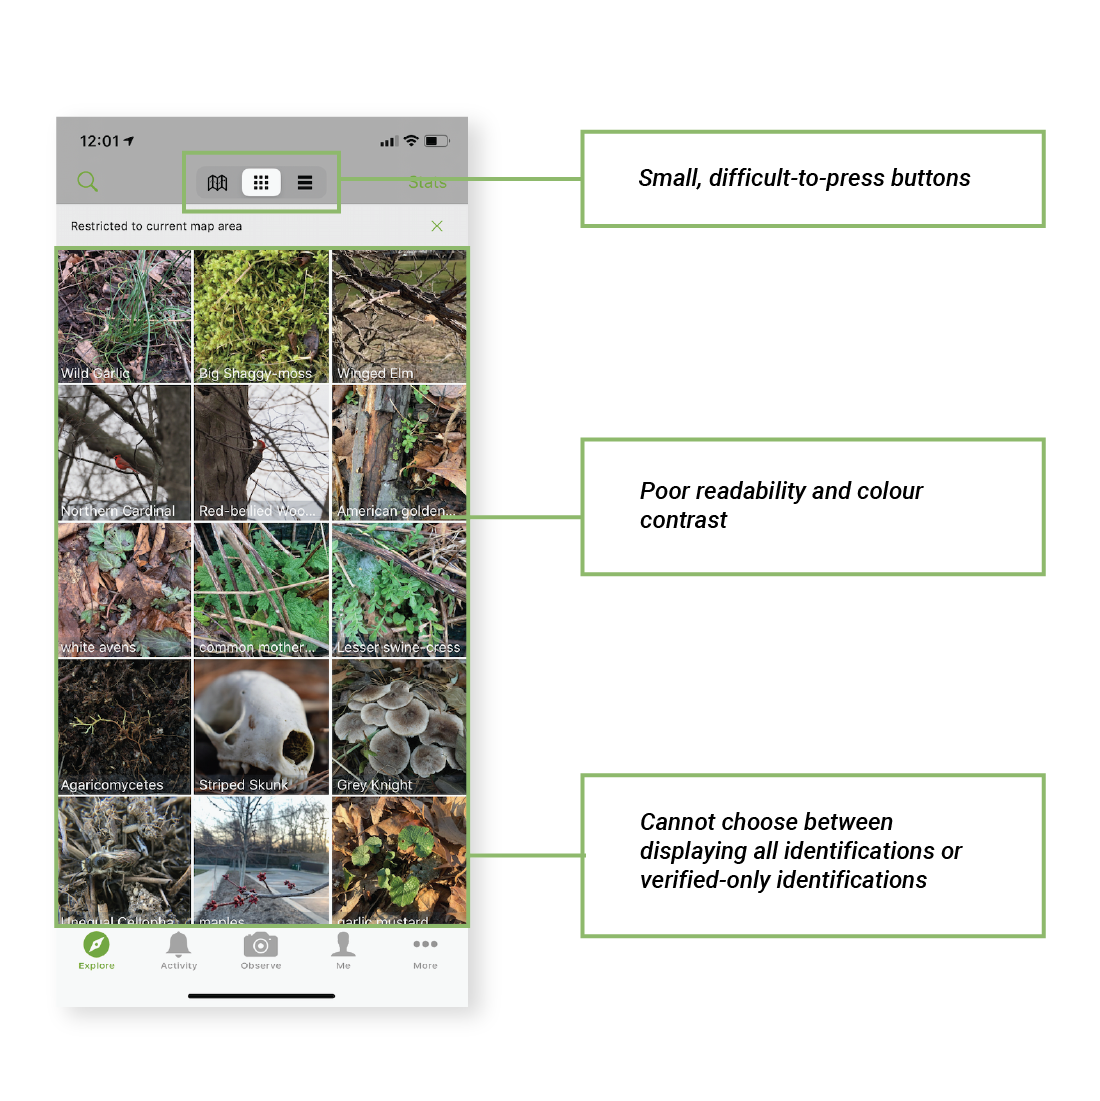 12:01
Stats
Restricted to current map area
Wild Garlic
Big Shaggy-moss
Winged Elm
Northern Cardinal
Red-bellied Woo...
American golden...
white avens
common mother...
Lesser swine-cress
Agaricomycetes
Striped Skunk
Grey Knight
Unequal Cellopha
maples
garlic mustard
Explore
Activity
Observe
Me
More
Small, difficult-to-press buttons
Poor readability and colour
contrast
Cannot choose between
displaying all identifications or
verified-only identifications